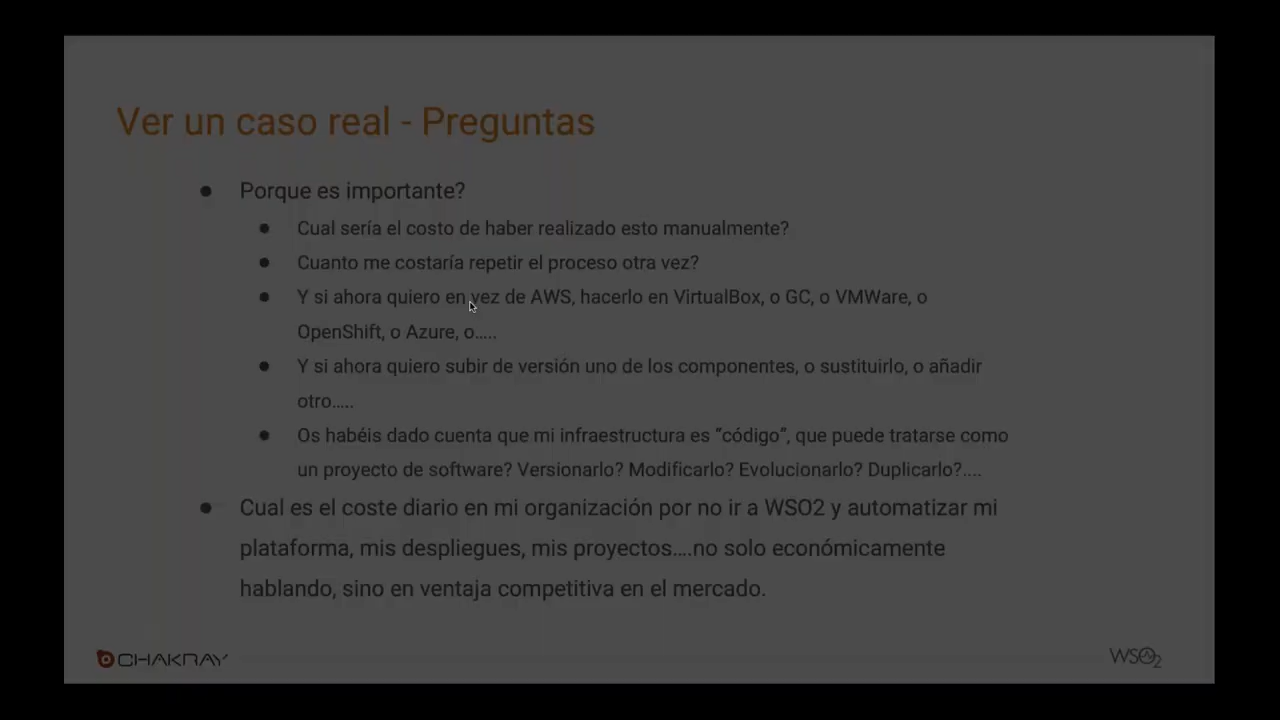 Ver un caso real - Preguntas
● Porque es importante?
● Cual sería el costo de haber realizado esto manualmente?
● Cuanto me costaría repetir el proceso otra vez?
● Y si ahora quiero en vez de AWS, hacerlo en VirtualBox, o GC, o VMWare, o
OpenShift, o Azure, o.....
● Y si ahora quiero subir de versión uno de los componentes, o sustituirlo, o añadir
otro.....
● Os habéis dado cuenta que mi infraestructura es “código”, que puede tratarse como
un proyecto de software? Versionarlo? Modificarlo? Evolucionarlo? Duplicarlo?....
● Cual es el coste diario en mi organización por no ir a WSO2 y automatizar mi
plataforma, mis despliegues, mis proyectos....no solo económicamente
hablando, sino en ventaja competitiva en el mercado.
CHAKRAY
WSO2